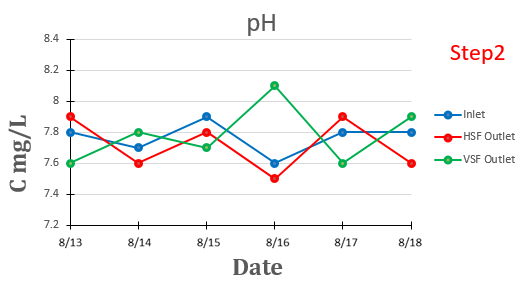 pH
Step2
8.4
8.2
8
7.8
7.6
7.4
7.2
C mg/L
8/13 8/14 8/15 8/16 8/17 8/18
Date
Inlet
HSF Outlet
VSF Outlet